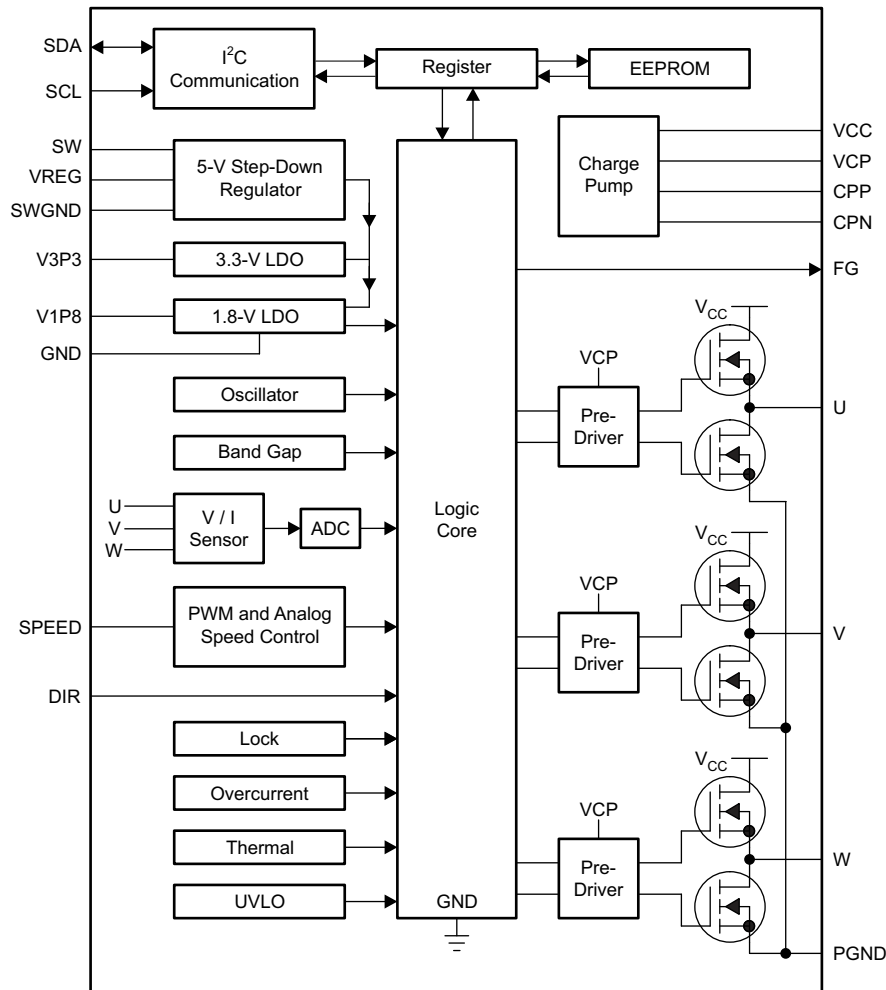 SDA
SCL
I²C
Communication
Register
EEPROM
SW
VREG
SWGND
5-V Step-Down
Regulator
V3P3
3.3-V LDO
V1P8
1.8-V LDO
GND
Oscillator
Band Gap
U
V
W
V / I
Sensor
ADC
SPEED
PWM and Analog
Speed Control
DIR
Lock
Overcurrent
Thermal
UVLO
Logic
Core
GND
Charge
Pump
VCC
VCP
CPP
CPN
FG
VCC
VCP
Pre-
Driver
U
VCC
VCP
Pre-
Driver
V
VCC
VCP
Pre-
Driver
W
PGND